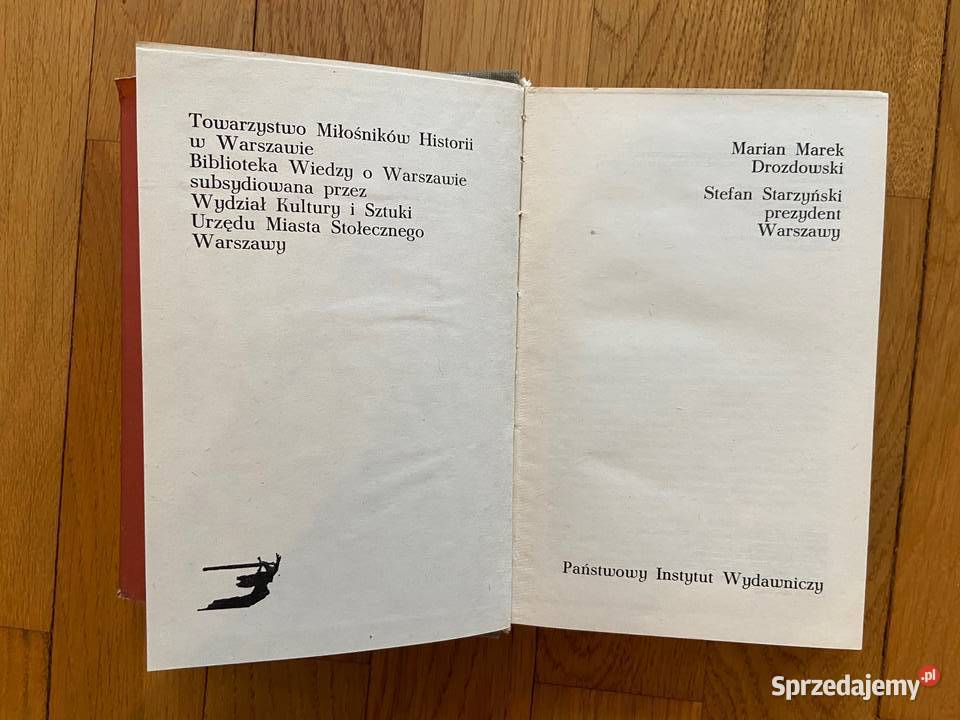 Towarzystwo Miłośników Historii
w Warszawie
Biblioteka Wiedzy o Warszawie
subsydiowana przez
Wydział Kultury i Sztuki
Urzędu Miasta Stołecznego
Warszawy
Marian Marek
Drozdowski
Stefan Starzyński
prezydent
Warszawy
Państwowy Instytut Wydawniczy
Sprzedajemy.pl